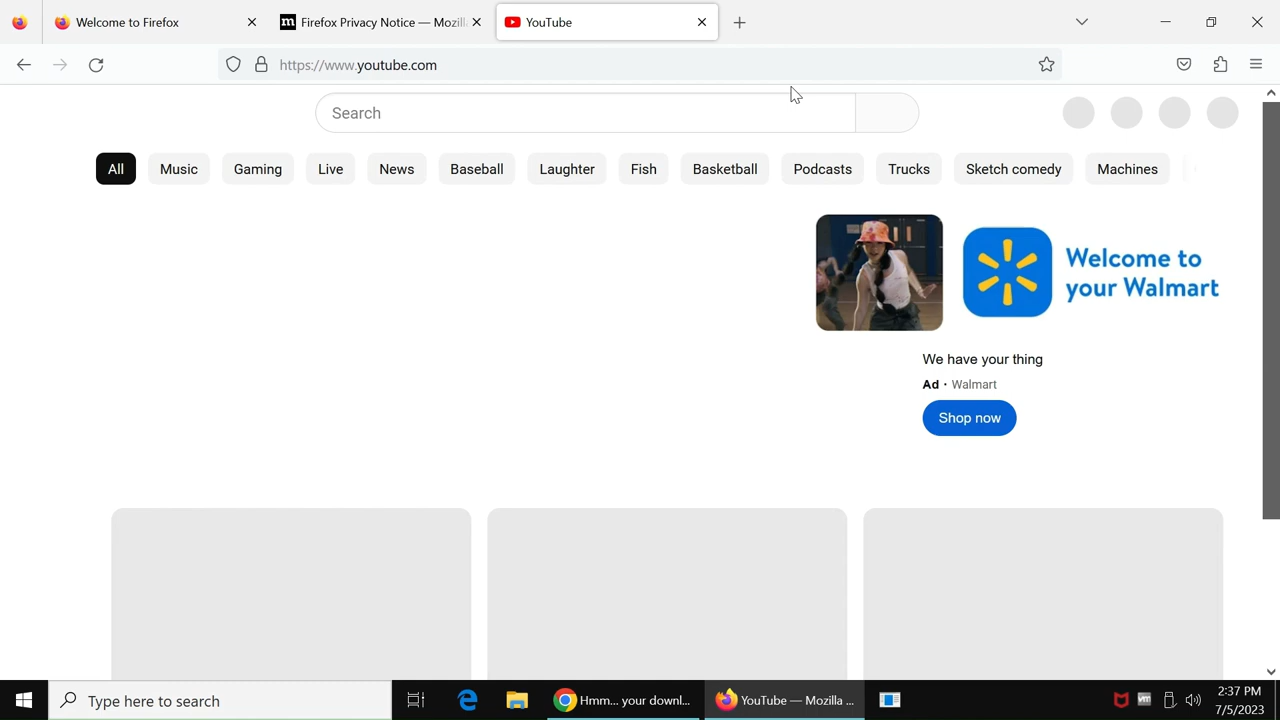 Welcome to Firefox
Firefox Privacy Notice — Mozill
YouTube
https://www.youtube.com
Search
All
Music
Gaming
Live
News
Baseball
Laughter
Fish
Basketball
Podcasts
Trucks
Sketch comedy
Machines
Welcome to
your Walmart
We have your thing
Ad · Walmart
Shop now
Type here to search
Hmm... your downl...
YouTube — Mozilla ...
2:37 PM
7/5/2023